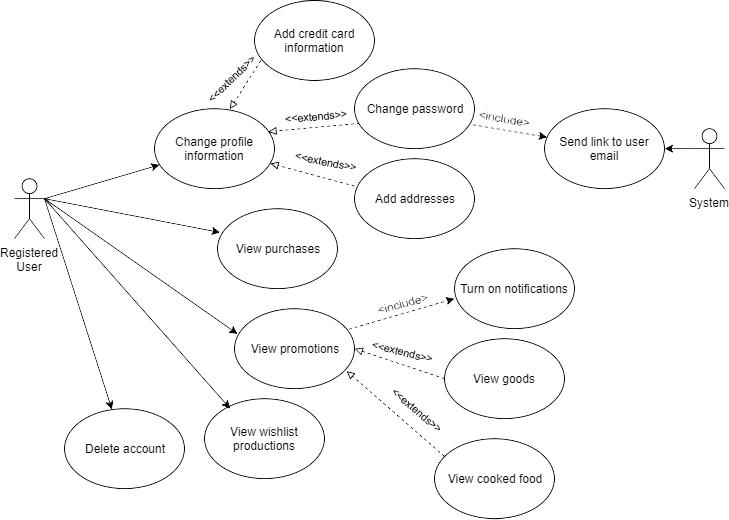 Add credit card
information
<<extends>>
Change password
<<extends>>
<include>
Change profile
information
Send link to user
email
<<extends>>
Add addresses
System
Registered
User
View purchases
Turn on notifications
<include>
View promotions
<<extends>>
View goods
<<extends>>
View wishlist
productions
Delete account
View cooked food